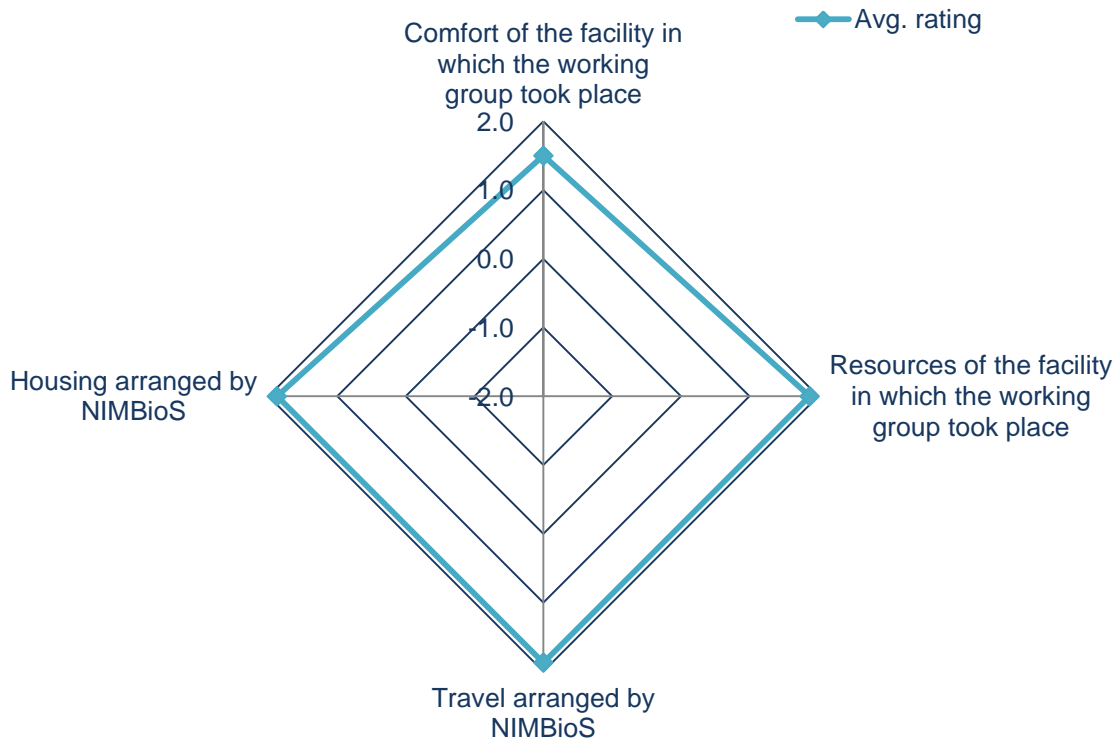 Avg. rating
Comfort of the facility in
which the working
group took place
2.0
1.0
0.0
-1.0
-2.0
Resources of the facility
in which the working
group took place
Housing arranged by
NIMBioS
Travel arranged by
NIMBioS